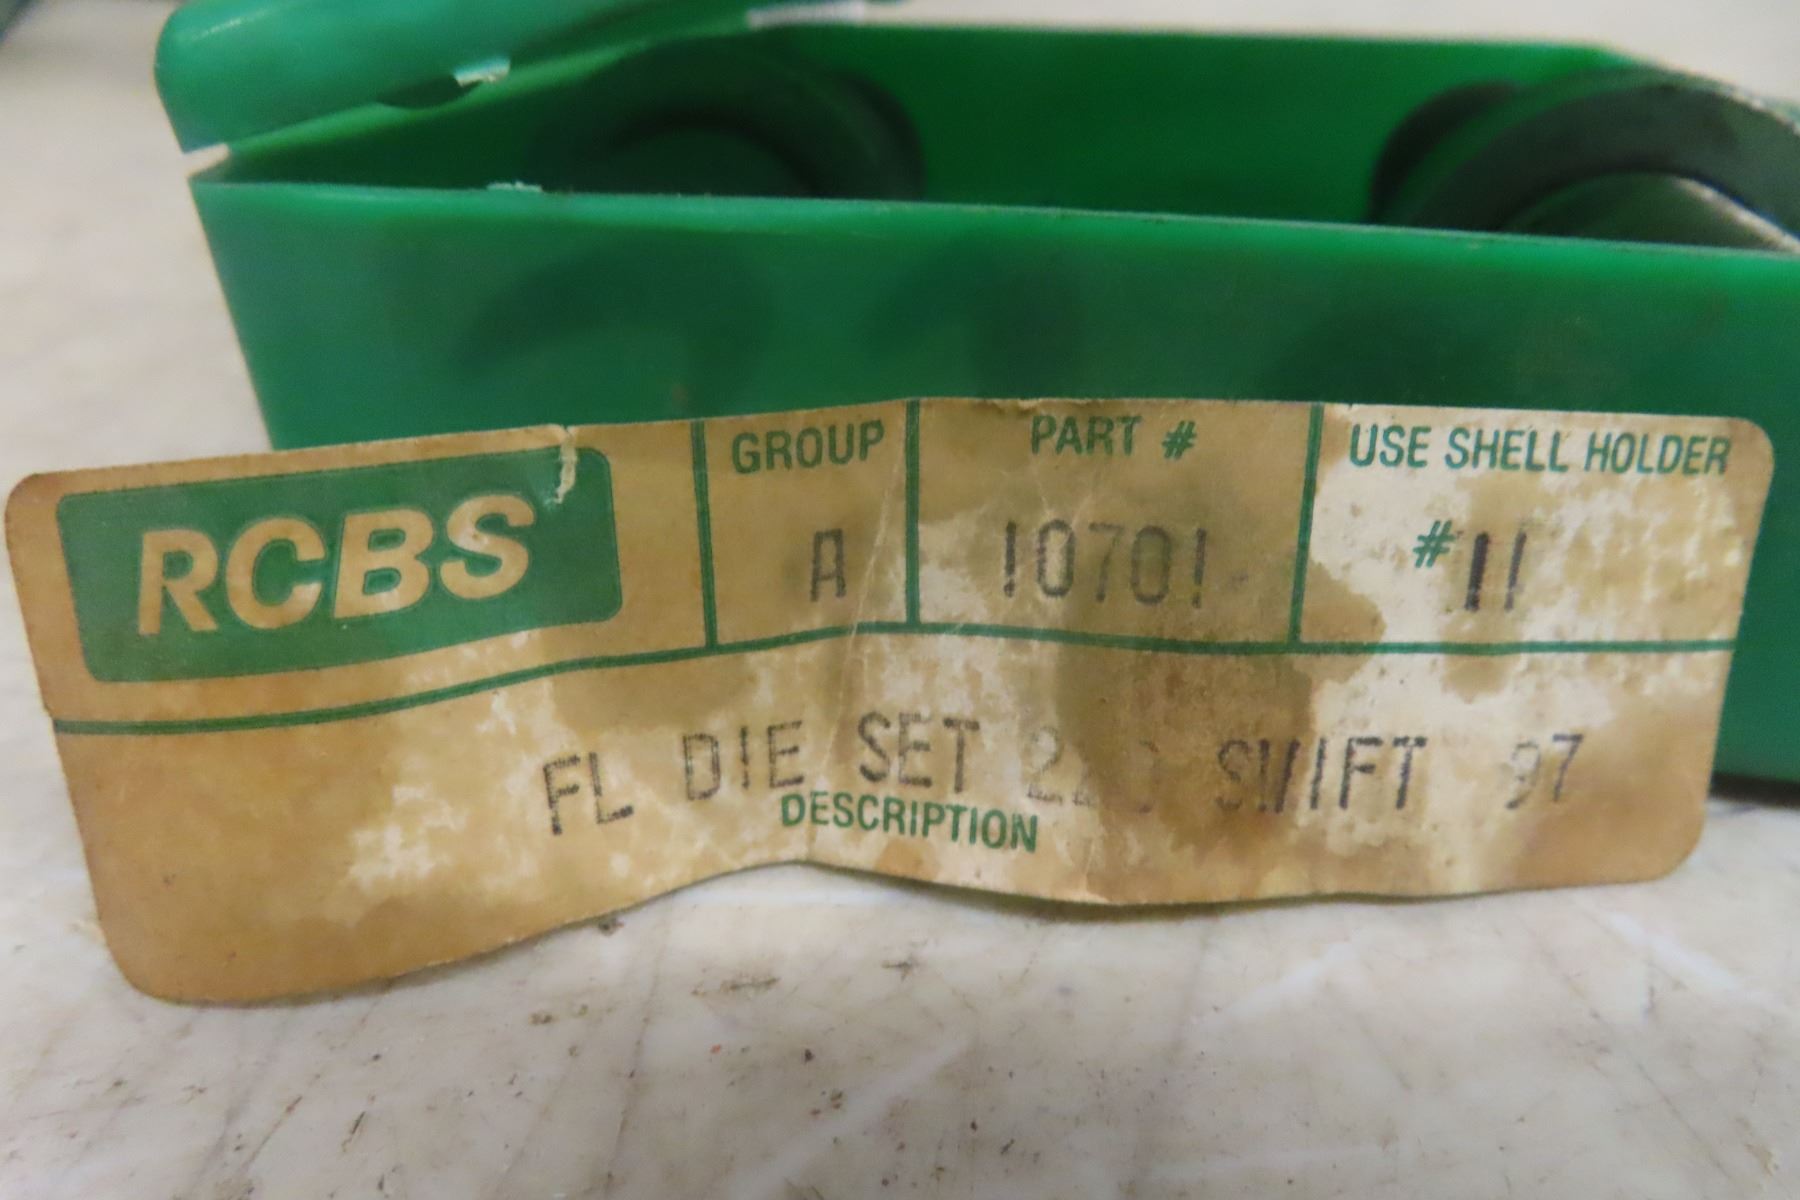 RCBS
GROUP
A
PART #
10701
USE SHELL HOLDER
#11
FL DIE SET SWIFT 97
DESCRIPTION